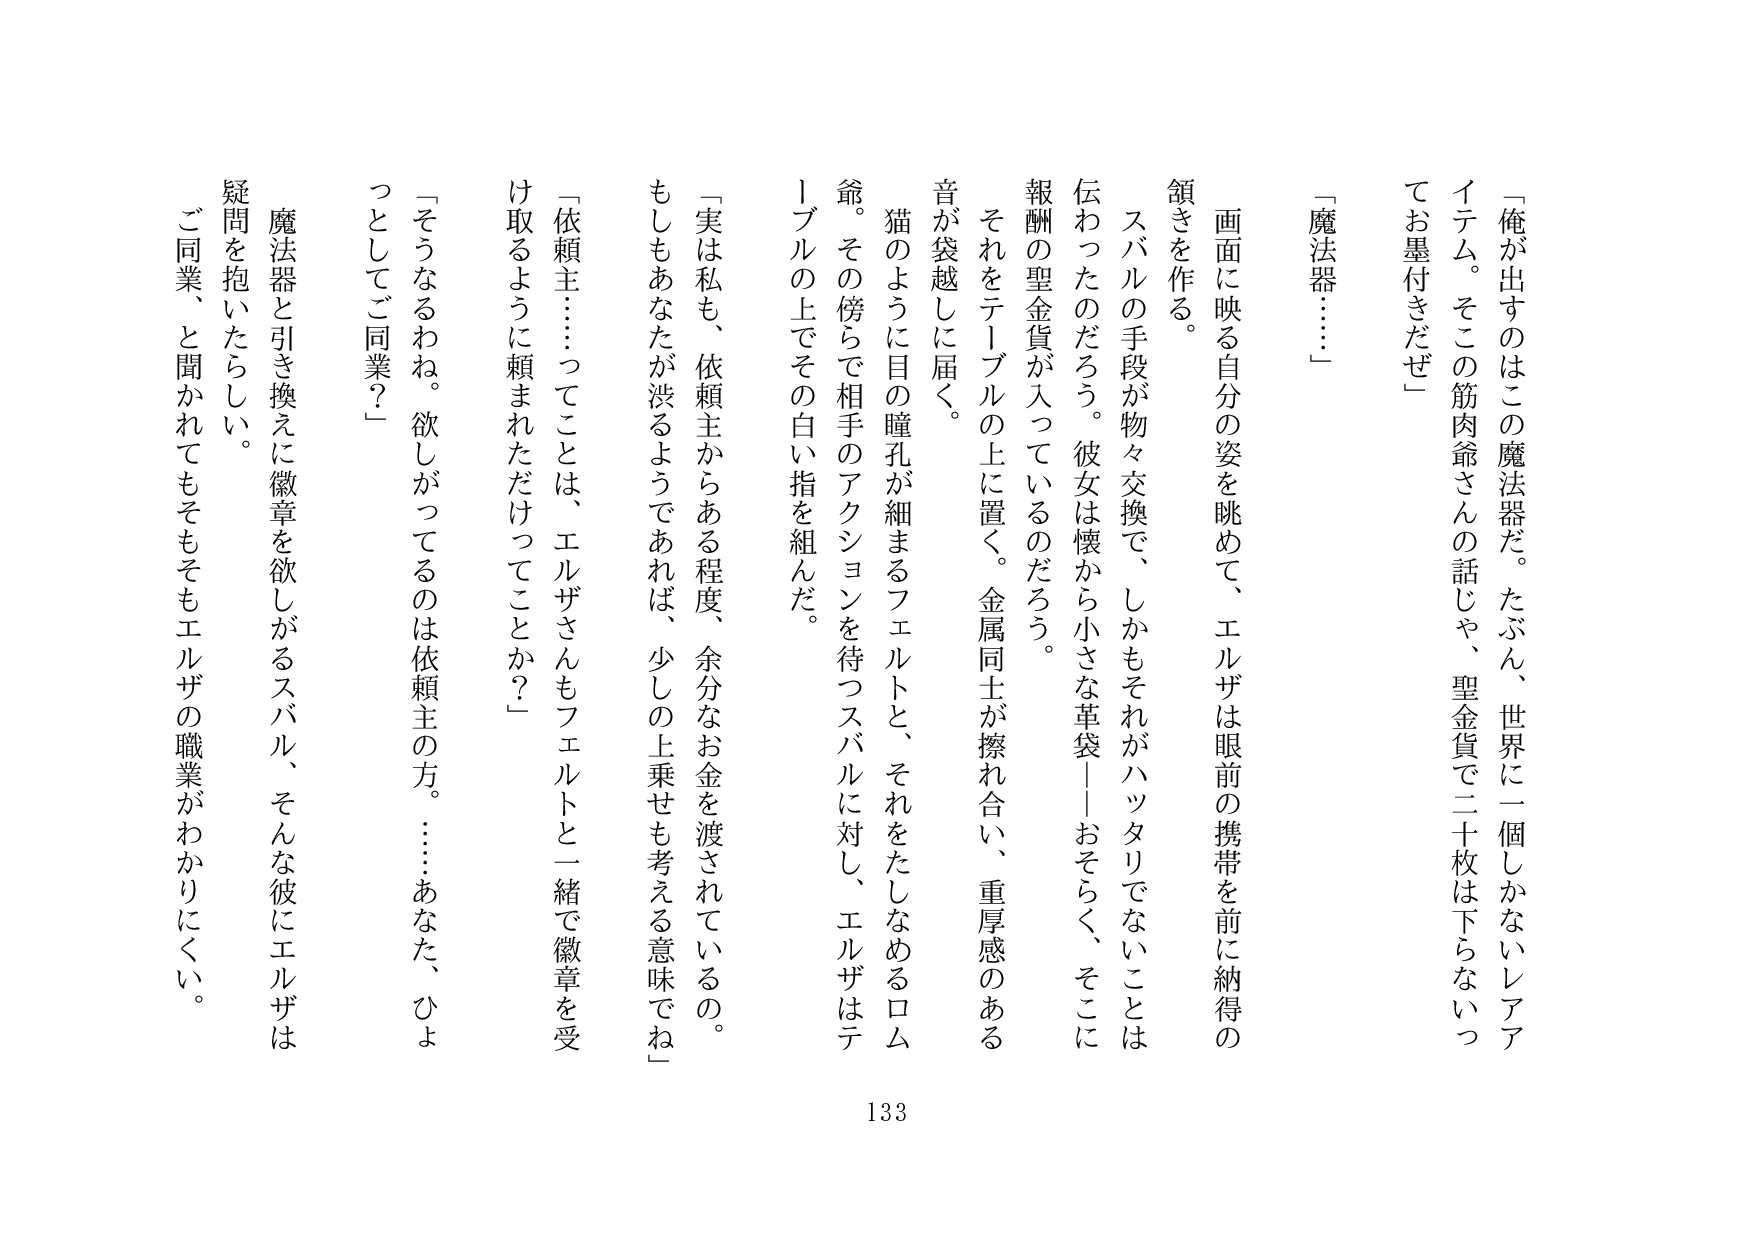 「俺が出すのはこの魔法器だ。たぶん、世界に一個しかないレアア
イテム。そこの筋肉爺さんの話じゃ、聖金貨で二十枚は下らないっ
てお墨付きだぜ」
「魔法器……」
画面に映る自分の姿を眺めて、エルザは眼前の携帯を前に納得の
頷きを作る。
スバルの手段が物々交換で、しかもそれがハッタリでないことは
伝わったのだろう。彼女は懐から小さな革袋――おそらく、そこに
報酬の聖金貨が入っているのだろう。
それをテーブルの上に置く。金属同士が擦れ合い、重厚感のある
音が袋越しに届く。
猫のように目の瞳孔が細まるフェルトと、それをたしなめるロム
爺。その傍らで相手のアクションを待つスバルに対し、エルザはテ
ーブルの上でその白い指を組んだ。
「実は私も、依頼主からある程度、余分なお金を渡されているの。
もしもあなたが渋るようであれば、少しの上乗せも考える意味でね」
「依頼主……ってことは、エルザさんもフェルトと一緒で徽章を受
け取るように頼まれただけってことか？」
「そうなるわね。欲しがってるのは依頼主の方。……あなた、ひょ
っとしてご同業？」
魔法器と引き換えに徽章を欲しがるスバル、そんな彼にエルザは
疑問を抱いたらしい。
ご同業、と聞かれてもそもそもエルザの職業がわかりにくい。
133